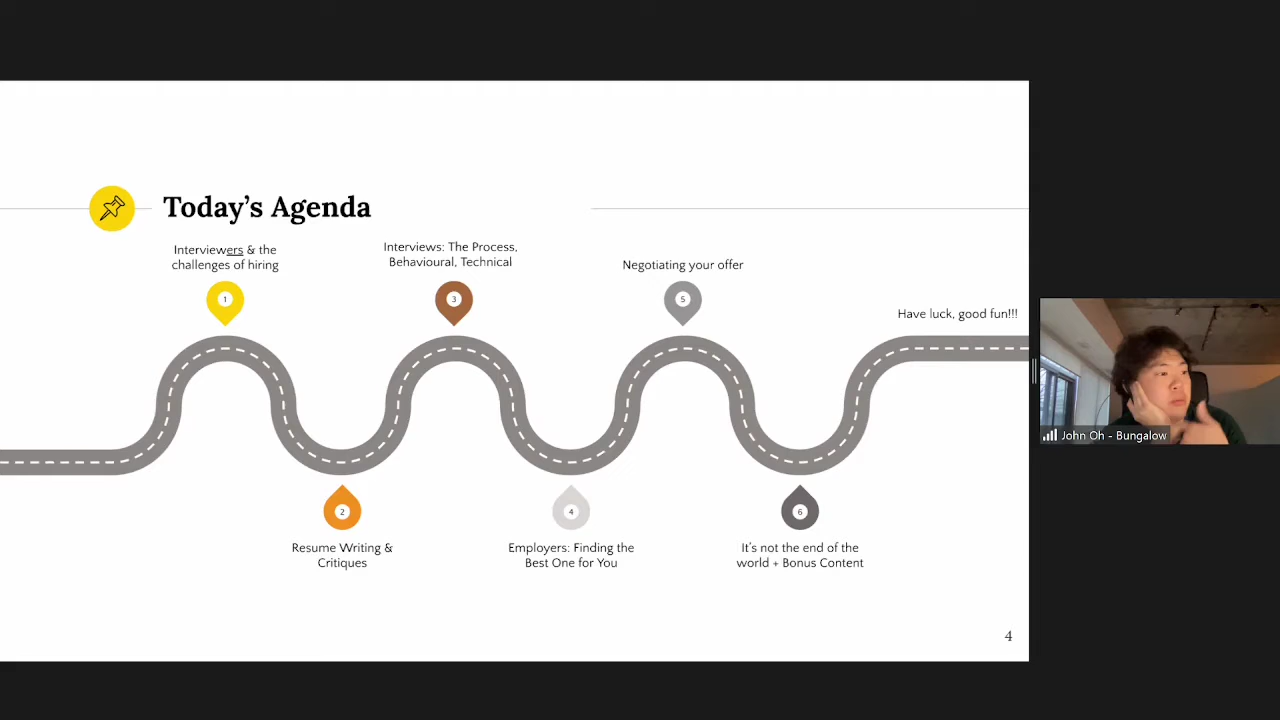 Today’s Agenda
Interviewers & the
challenges of hiring
1
Interviews: The Process,
Behavioural, Technical
3
Negotiating your offer
5
Have luck, good fun!!!
2
Resume Writing &
Critiques
4
Employers: Finding the
Best One for You
6
It’s not the end of the
world + Bonus Content
4
John Oh - Bungalow